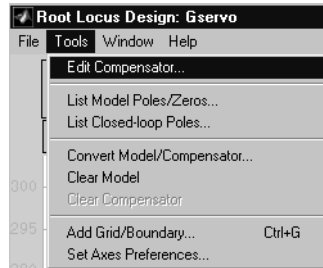 Root Locus Design: Gservo
File Tools Window Help
Edit Compensator...
List Model Poles/Zeros...
List Closed-loop Poles...
Convert Model/Compensator...
Clear Model
Clear Compensator
300
295
Add Grid/Boundary... Ctrl+G
Set Axes Preferences...